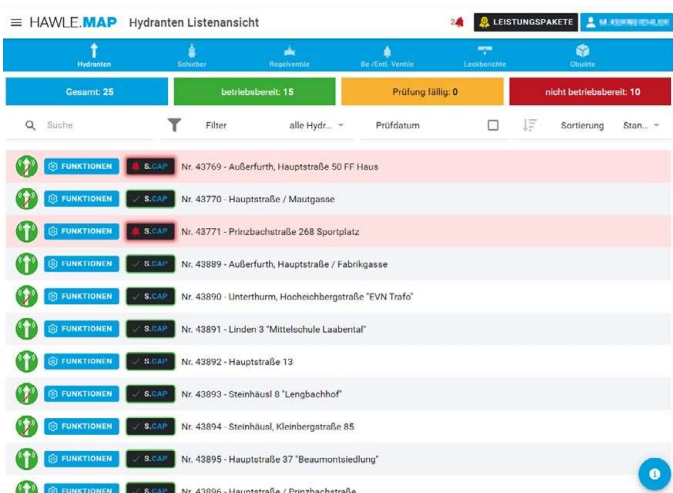 HAWLE.MAP Hydranten Listenansicht 2 LEISTUNGSPAKETE
Hydranten Schieber Regelventile Be-/Entl. Ventile Leckberichte Objekte
Gesamt: 25 betriebsbereit: 15 Prüfung fällig: 0 nicht betriebsbereit: 10
Suche Filter alle Hydr... Prüfdatum Sortierung Stan...
FUNKTIONEN S.CAP Nr. 43769 - Außerfurth, Hauptstraße 50 FF Haus
FUNKTIONEN S.CAP Nr. 43770 - Hauptstraße / Mautgasse
FUNKTIONEN S.CAP Nr. 43771 - Prinzbachstraße 268 Sportplatz
FUNKTIONEN S.CAP Nr. 43889 - Außerfurth, Hauptstraße / Fabrikgasse
FUNKTIONEN S.CAP Nr. 43890 - Unterthurm, Hocheichbergstraße "EVN Trafo"
FUNKTIONEN S.CAP Nr. 43891 - Linden 3 "Mittelschule Laabental"
FUNKTIONEN S.CAP Nr. 43892 - Hauptstraße 13
FUNKTIONEN S.CAP Nr. 43893 - Steinhäusl 8 "Lengbachhof"
FUNKTIONEN S.CAP Nr. 43894 - Steinhäusl, Kleinbergstraße 85
FUNKTIONEN S.CAP Nr. 43895 - Hauptstraße 37 "Beaumontsiedlung"
FUNKTIONEN S.CAP Nr. 43896 - Hauptstraße / Prinzbachstraße